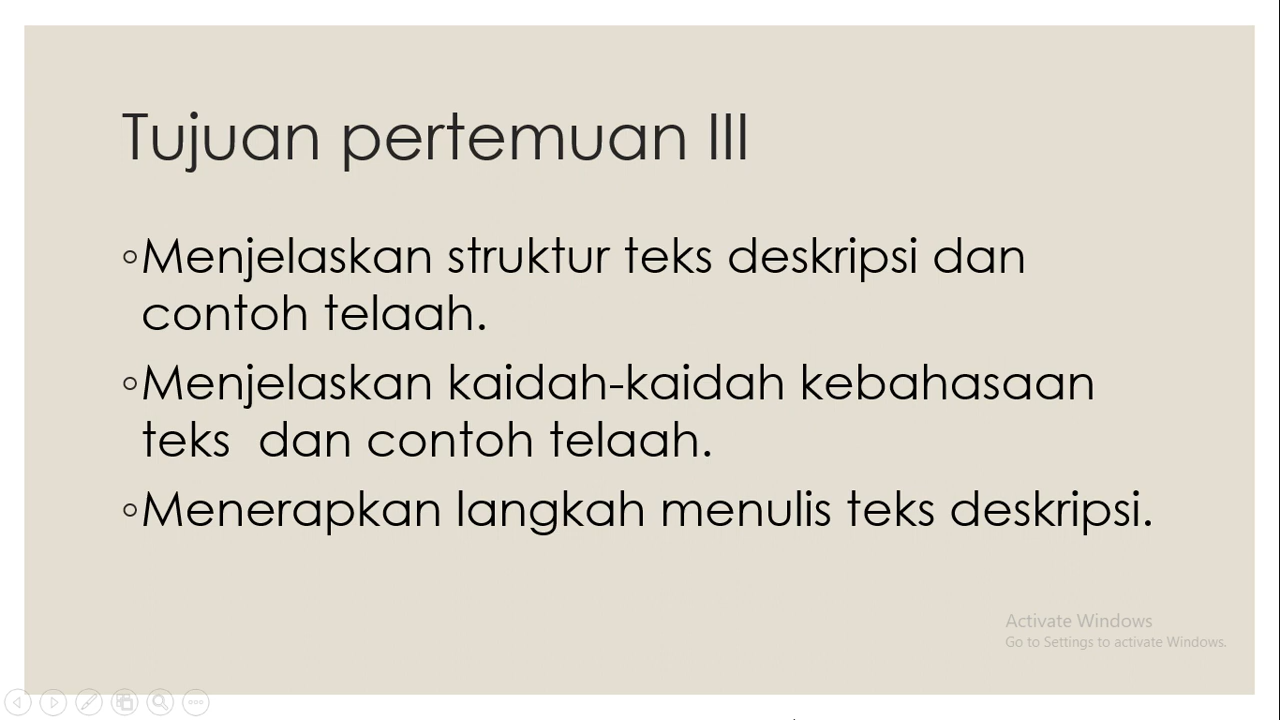 Tujuan pertemuan III
◦Menjelaskan struktur teks deskripsi dan
contoh telaah.
◦Menjelaskan kaidah-kaidah kebahasaan
teks  dan contoh telaah.
◦Menerapkan langkah menulis teks deskripsi.
Activate Windows
Go to Settings to activate Windows.